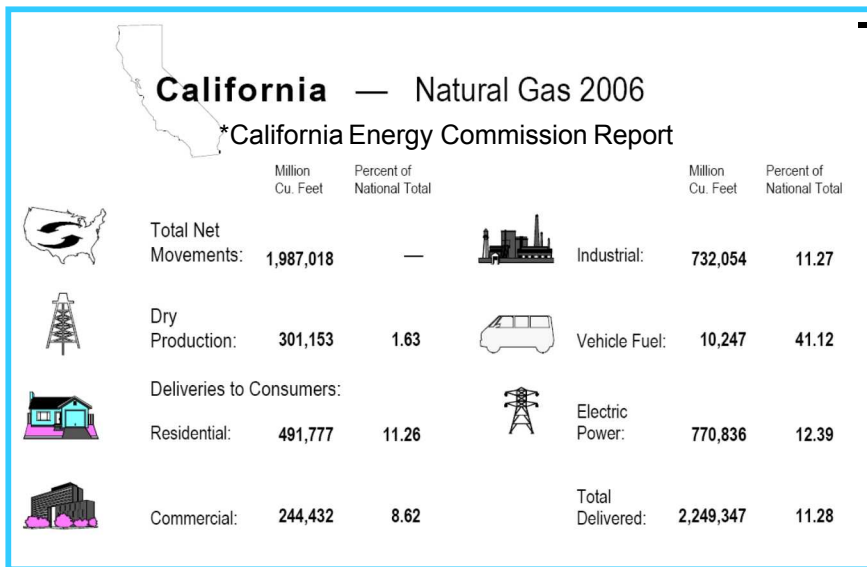 California — Natural Gas 2006
*California Energy Commission Report
Million
Cu. Feet
Percent of
National Total
Total Net
Movements: 1,987,018 —
Dry
Production: 301,153 1.63
Deliveries to Consumers:
Residential: 491,777 11.26
Commercial: 244,432 8.62
Million
Cu. Feet
Percent of
National Total
Industrial: 732,054 11.27
Vehicle Fuel: 10,247 41.12
Electric
Power: 770,836 12.39
Total
Delivered: 2,249,347 11.28